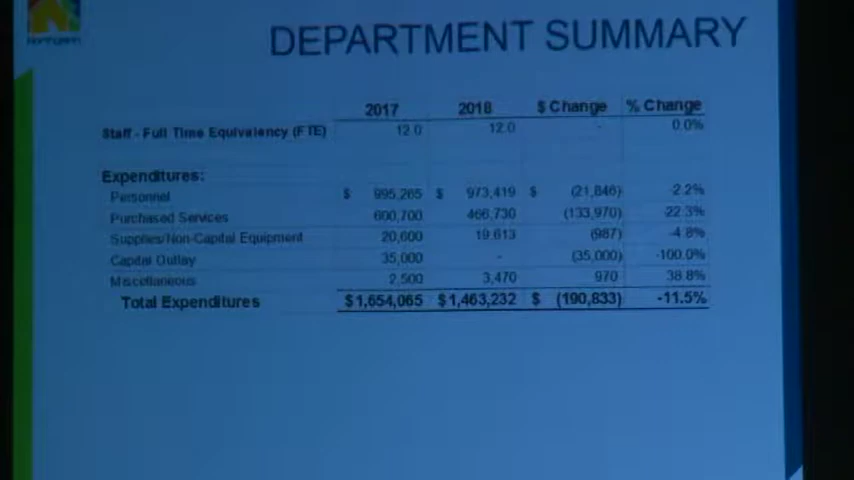 northglenn
DEPARTMENT SUMMARY
2017 2018 $ Change % Change
Staff - Full Time Equivalency (FTE) 12.0 12.0 - 0.0%
Expenditures:
Personnel $ 995,265 $ 973,419 $ (21,846) -2.2%
Purchased Services 600,700 466,730 (133,970) -22.3%
Supplies/Non-Capital Equipment 20,600 19,613 (987) -4.8%
Capital Outlay 35,000 - (35,000) -100.0%
Miscellaneous 2,500 3,470 970 38.8%
Total Expenditures $1,654,065 $1,463,232 $ (190,833) -11.5%